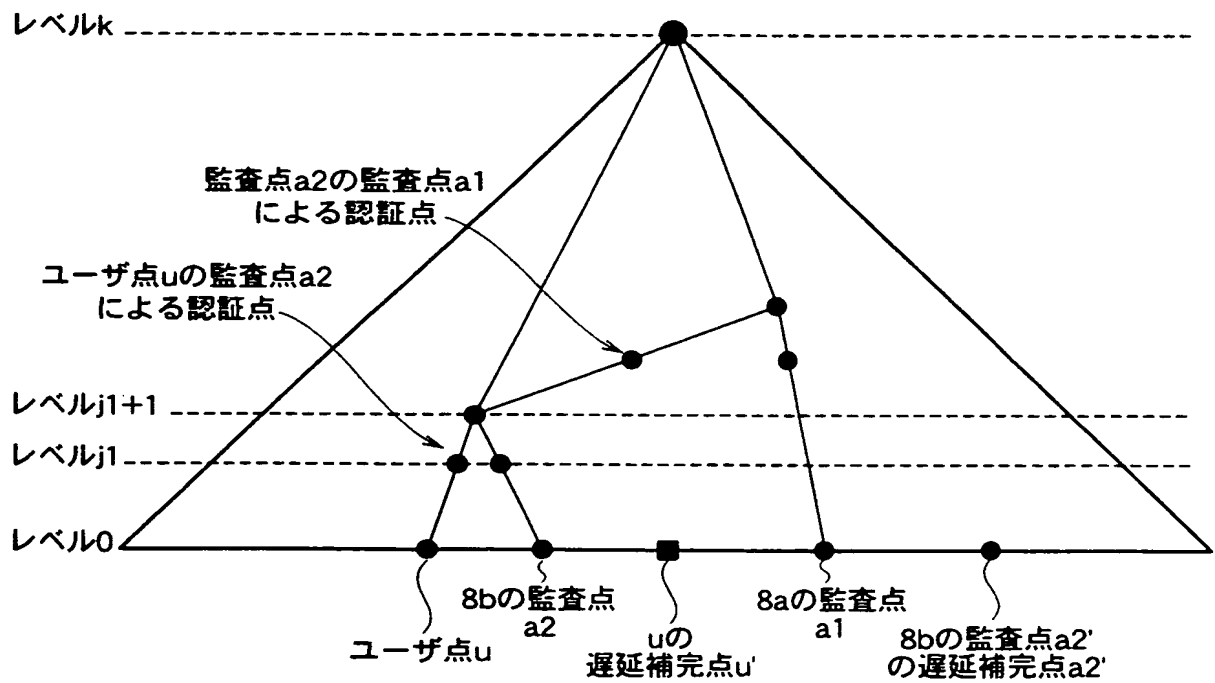 レベルk
監査点a2の監査点a1
による認証点
ユーザ点uの監査点a2
による認証点
レベルj1+1
レベルj1
レベル0
ユーザ点u
8bの監査点
a2
uの
遅延補完点u'
8aの監査点
a1
8bの監査点a2'
の遅延補完点a2'